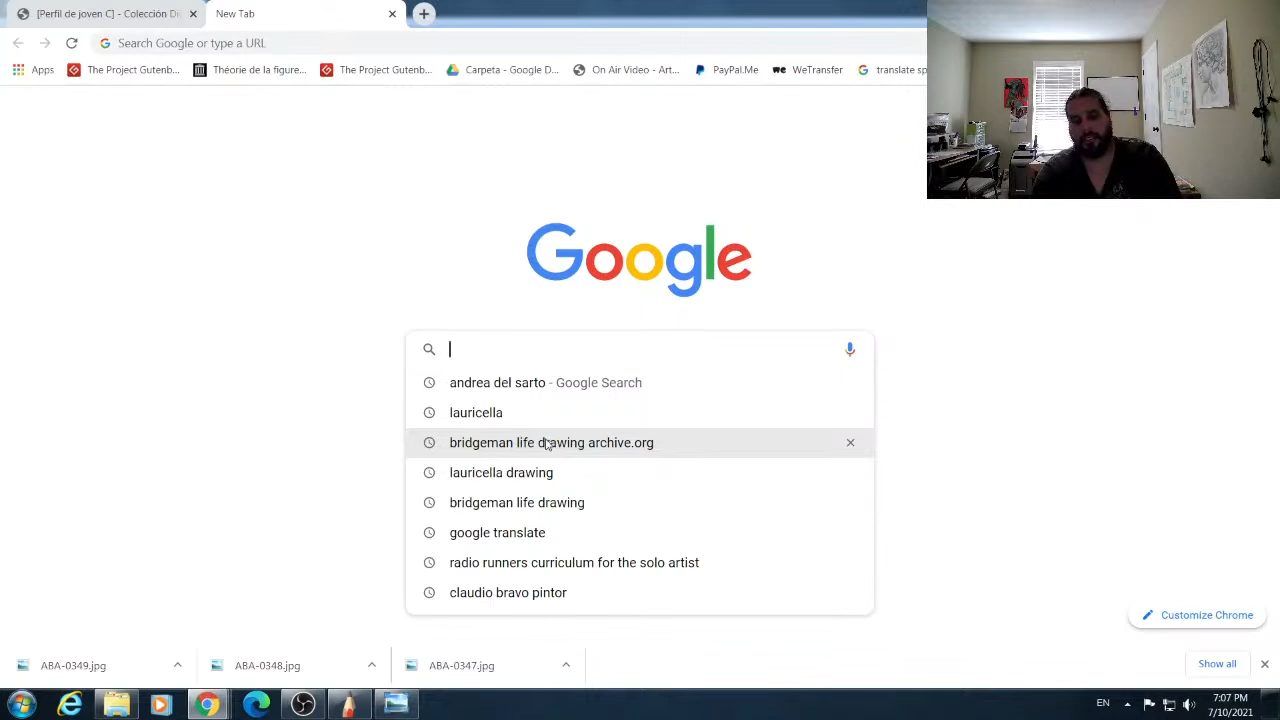 [Perfil de joven C] - Colección Di
New Tab
Search Google or type a URL
Apps
The Project Gutenb...
Théorie de la figure...
The Project Gutenb...
Carpeta - Google D...
On Air Video - Art...
PayPal.Me
WeTransfer
translate sp
Google
andrea del sarto - Google Search
lauricella
bridgeman life drawing archive.org
lauricella drawing
bridgeman life drawing
google translate
radio runners curriculum for the solo artist
claudio bravo pintor
Customize Chrome
ABA-0349.jpg
ABA-0348.jpg
ABA-0347.jpg
Show all
EN
7:07 PM
7/10/2021